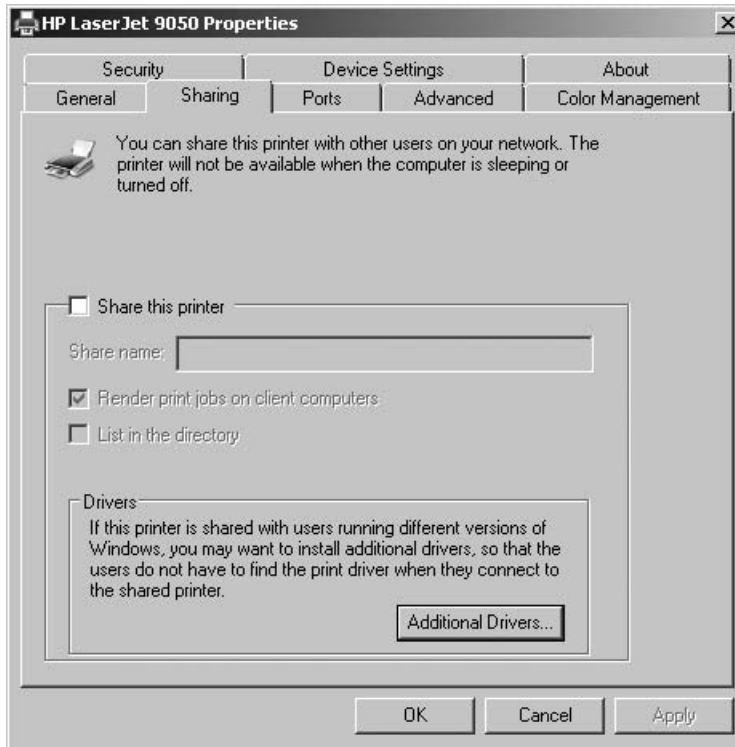 HP LaserJet 9050 Properties
Security Device Settings About
General Sharing Ports Advanced Color Management
You can share this printer with other users on your network. The
printer will not be available when the computer is sleeping or
turned off.
Share this printer
Share name:
Render print jobs on client computers
List in the directory
Drivers
If this printer is shared with users running different versions of
Windows, you may want to install additional drivers, so that the
users do not have to find the print driver when they connect to
the shared printer.
Additional Drivers...
OK Cancel Apply